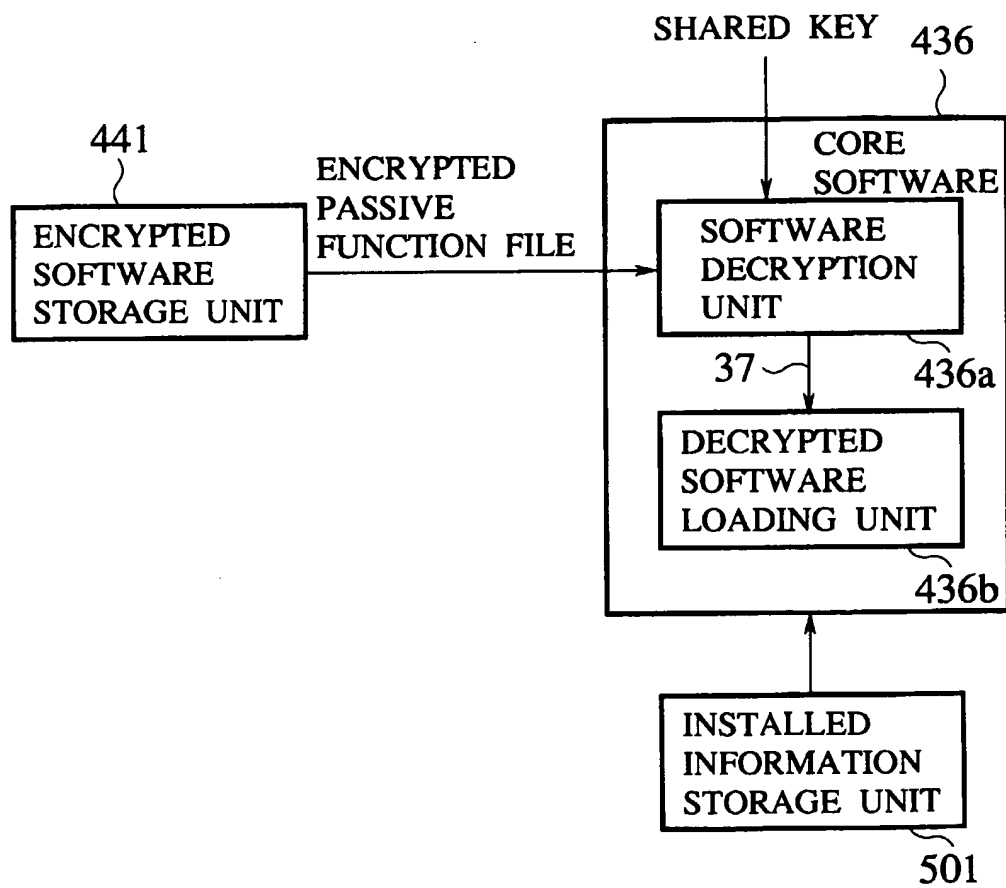 SHARED KEY
436
441
ENCRYPTED
PASSIVE
FUNCTION FILE
CORE
SOFTWARE
ENCRYPTED
SOFTWARE
STORAGE UNIT
SOFTWARE
DECRYPTION
UNIT
37
436a
DECRYPTED
SOFTWARE
LOADING UNIT
436b
INSTALLED
INFORMATION
STORAGE UNIT
501